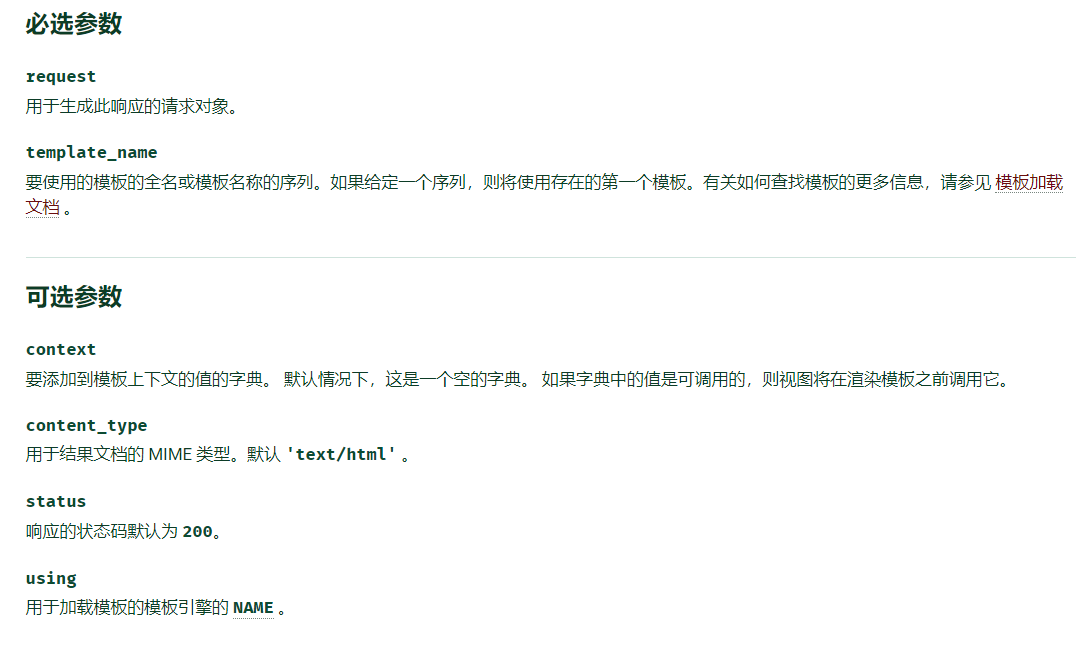 必选参数
request
用于生成此响应的请求对象。
template_name
要使用的模板的全名或模板名称的序列。如果给定一个序列，则将使用存在的第一个模板。有关如何查找模板的更多信息，请参见 模板加载
文档 。
可选参数
context
要添加到模板上下文的值的字典。 默认情况下，这是一个空的字典。 如果字典中的值是可调用的，则视图将在渲染模板之前调用它。
content_type
用于结果文档的 MIME 类型。默认 'text/html' 。
status
响应的状态码默认为 200。
using
用于加载模板的模板引擎的 NAME 。